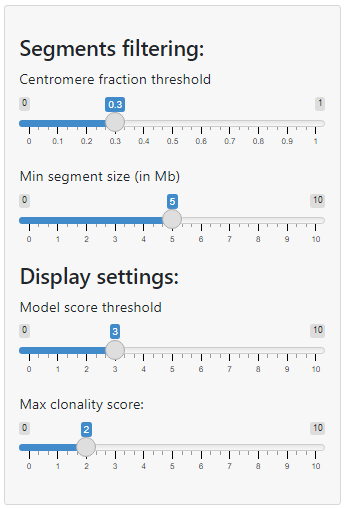 Segments filtering:
Centromere fraction threshold
0 0.3 1
0 0.1 0.2 0.3 0.4 0.5 0.6 0.7 0.8 0.9 1
Min segment size (in Mb)
0 5 10
0 1 2 3 4 5 6 7 8 9 10
Display settings:
Model score threshold
0 3 10
0 1 2 3 4 5 6 7 8 9 10
Max clonality score:
0 2 10
0 1 2 3 4 5 6 7 8 9 10